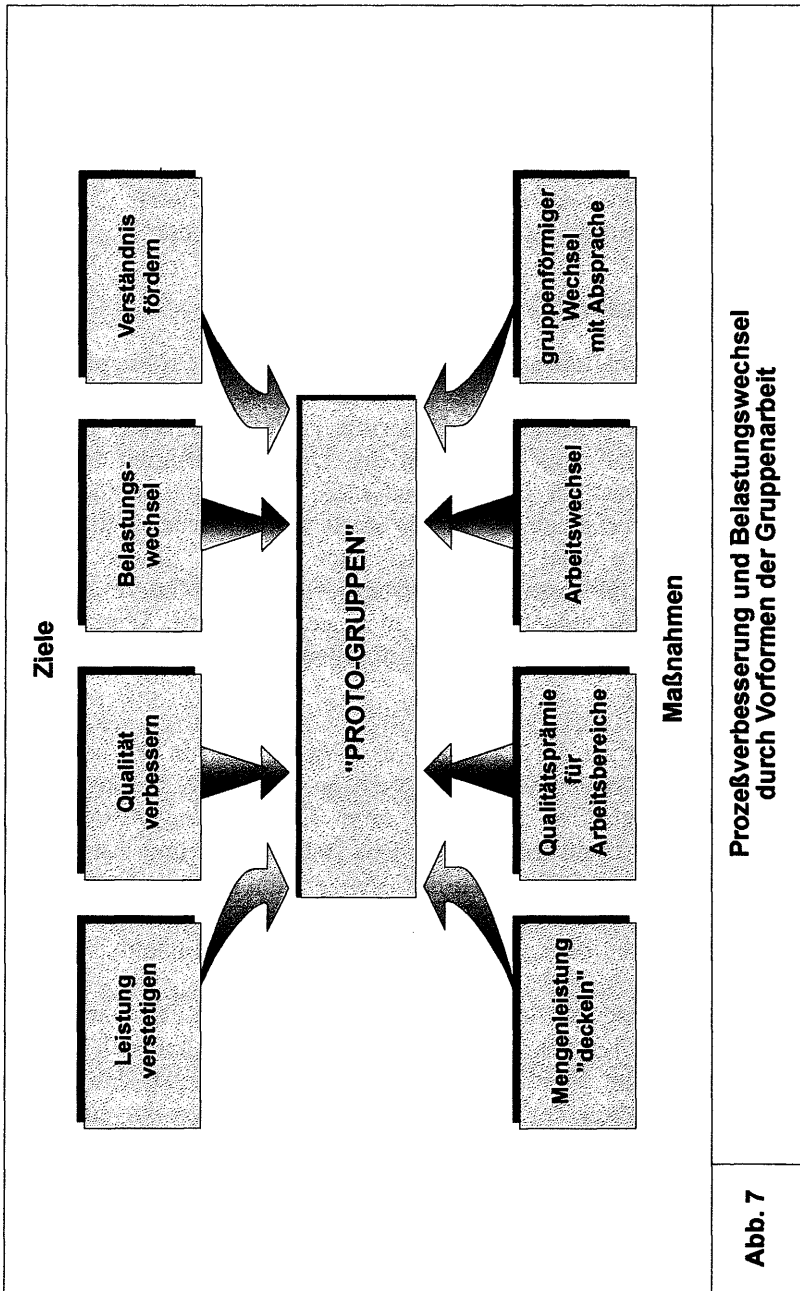 Ziele
Leistung
verstetigen
Qualität
verbessern
Belastungs-
wechsel
Verständnis
fördern
"PROTO-GRUPPEN"
Mengenleistung
"deckeln"
Qualitätsprämie
für
Arbeitsbereiche
Arbeitswechsel
gruppenförmiger
Wechsel
mit Absprache
Maßnahmen
Abb. 7
Prozeßverbesserung und Belastungswechsel
durch Vorformen der Gruppenarbeit